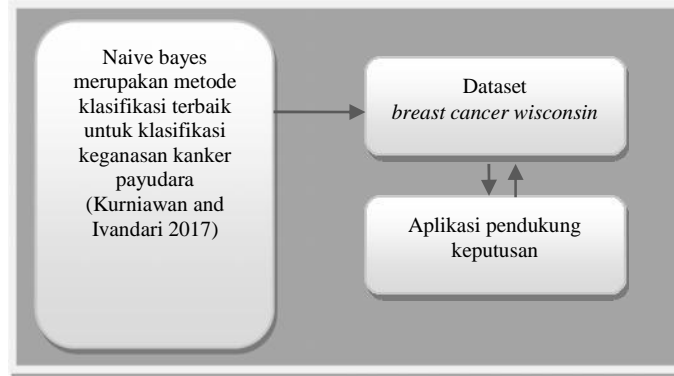 Naive bayes
merupakan metode
klasifikasi terbaik
untuk klasifikasi
keganasan kanker
payudara
(Kurniawan and
Ivandari 2017)
Dataset
breast cancer wisconsin
Aplikasi pendukung
keputusan